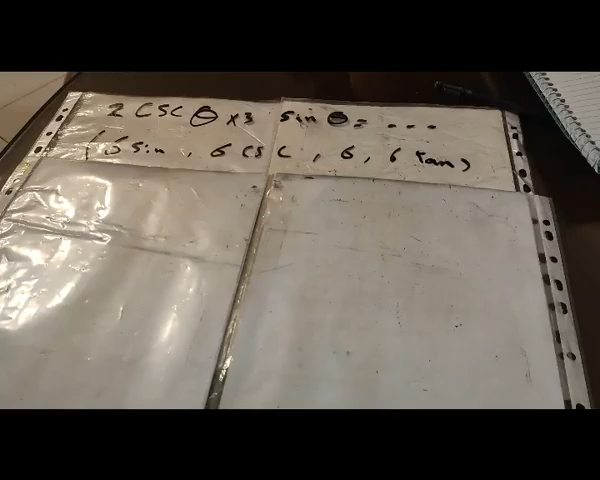 2 CSC θ x3 sin θ = ...
(6 sin , 6 CSC , 6 , 6 tan)